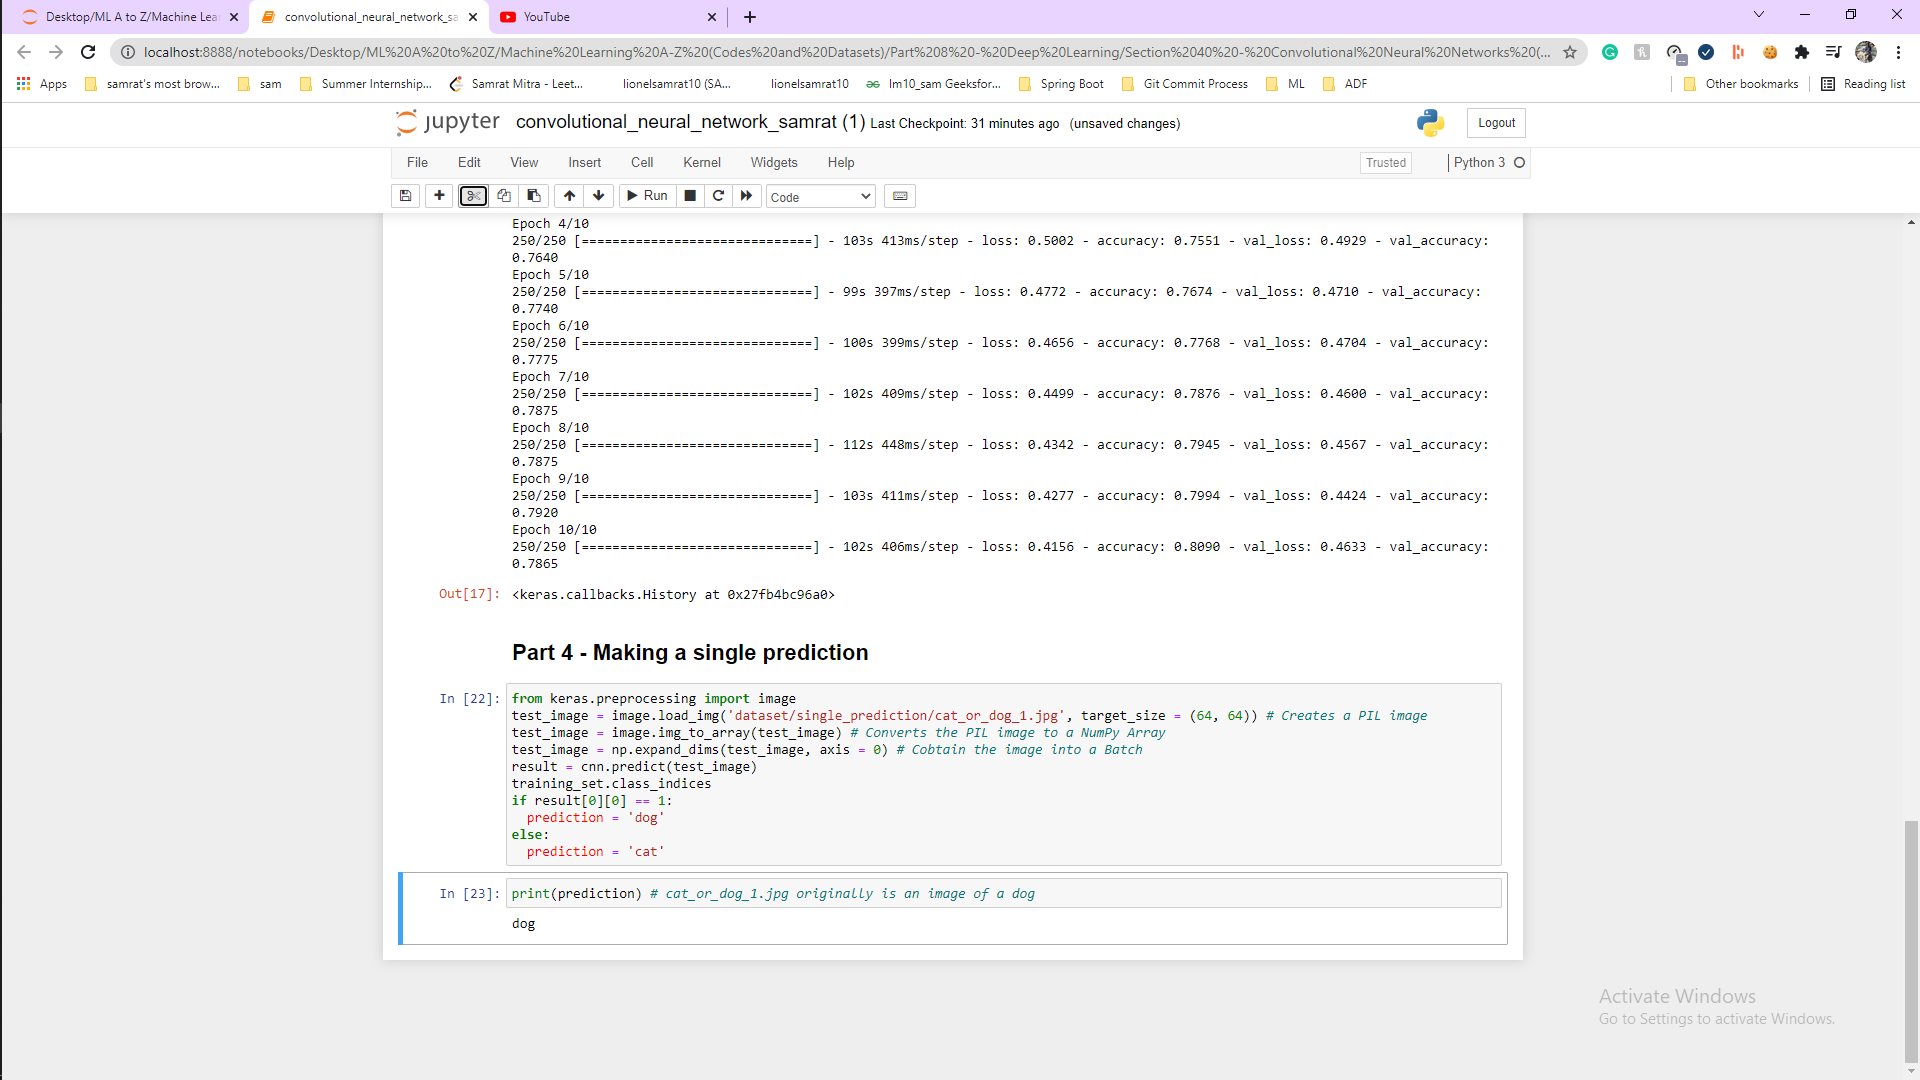 Desktop/ML A to Z/Machine Lea
convolutional_neural_network_sa
YouTube
localhost:8888/notebooks/Desktop/ML%20A%20to%20Z/Machine%20Learning%20A-Z%20(Codes%20and%20Datasets)/Part%208%20-%20Deep%20Learning/Section%2040%20-%20Convolutional%20Neural%20Networks%20(...
Apps samrat's most brow... sam Summer Internship... Samrat Mitra - Leet... lionelsamrat10 (SA... lionelsamrat10 lm10_sam Geeksfor... Spring Boot Git Commit Process ML ADF Other bookmarks Reading list
jupyter convolutional_neural_network_samrat (1) Last Checkpoint: 31 minutes ago (unsaved changes) Logout
File Edit View Insert Cell Kernel Widgets Help Trusted Python 3
Run Code
Epoch 4/10
250/250 [==============================] - 103s 413ms/step - loss: 0.5002 - accuracy: 0.7551 - val_loss: 0.4929 - val_accuracy:
0.7640
Epoch 5/10
250/250 [==============================] - 99s 397ms/step - loss: 0.4772 - accuracy: 0.7674 - val_loss: 0.4710 - val_accuracy:
0.7740
Epoch 6/10
250/250 [==============================] - 100s 399ms/step - loss: 0.4656 - accuracy: 0.7768 - val_loss: 0.4704 - val_accuracy:
0.7775
Epoch 7/10
250/250 [==============================] - 102s 409ms/step - loss: 0.4499 - accuracy: 0.7876 - val_loss: 0.4600 - val_accuracy:
0.7875
Epoch 8/10
250/250 [==============================] - 112s 448ms/step - loss: 0.4342 - accuracy: 0.7945 - val_loss: 0.4567 - val_accuracy:
0.7875
Epoch 9/10
250/250 [==============================] - 103s 411ms/step - loss: 0.4277 - accuracy: 0.7994 - val_loss: 0.4424 - val_accuracy:
0.7920
Epoch 10/10
250/250 [==============================] - 102s 406ms/step - loss: 0.4156 - accuracy: 0.8090 - val_loss: 0.4633 - val_accuracy:
0.7865
Out[17]: <keras.callbacks.History at 0x27fb4bc96a0>
Part 4 - Making a single prediction
In [22]: from keras.preprocessing import image
test_image = image.load_img('dataset/single_prediction/cat_or_dog_1.jpg', target_size = (64, 64)) # Creates a PIL image
test_image = image.img_to_array(test_image) # Converts the PIL image to a NumPy Array
test_image = np.expand_dims(test_image, axis = 0) # Cobtain the image into a Batch
result = cnn.predict(test_image)
training_set.class_indices
if result[0][0] == 1:
  prediction = 'dog'
else:
  prediction = 'cat'
In [23]: print(prediction) # cat_or_dog_1.jpg originally is an image of a dog
dog
Activate Windows
Go to Settings to activate Windows.